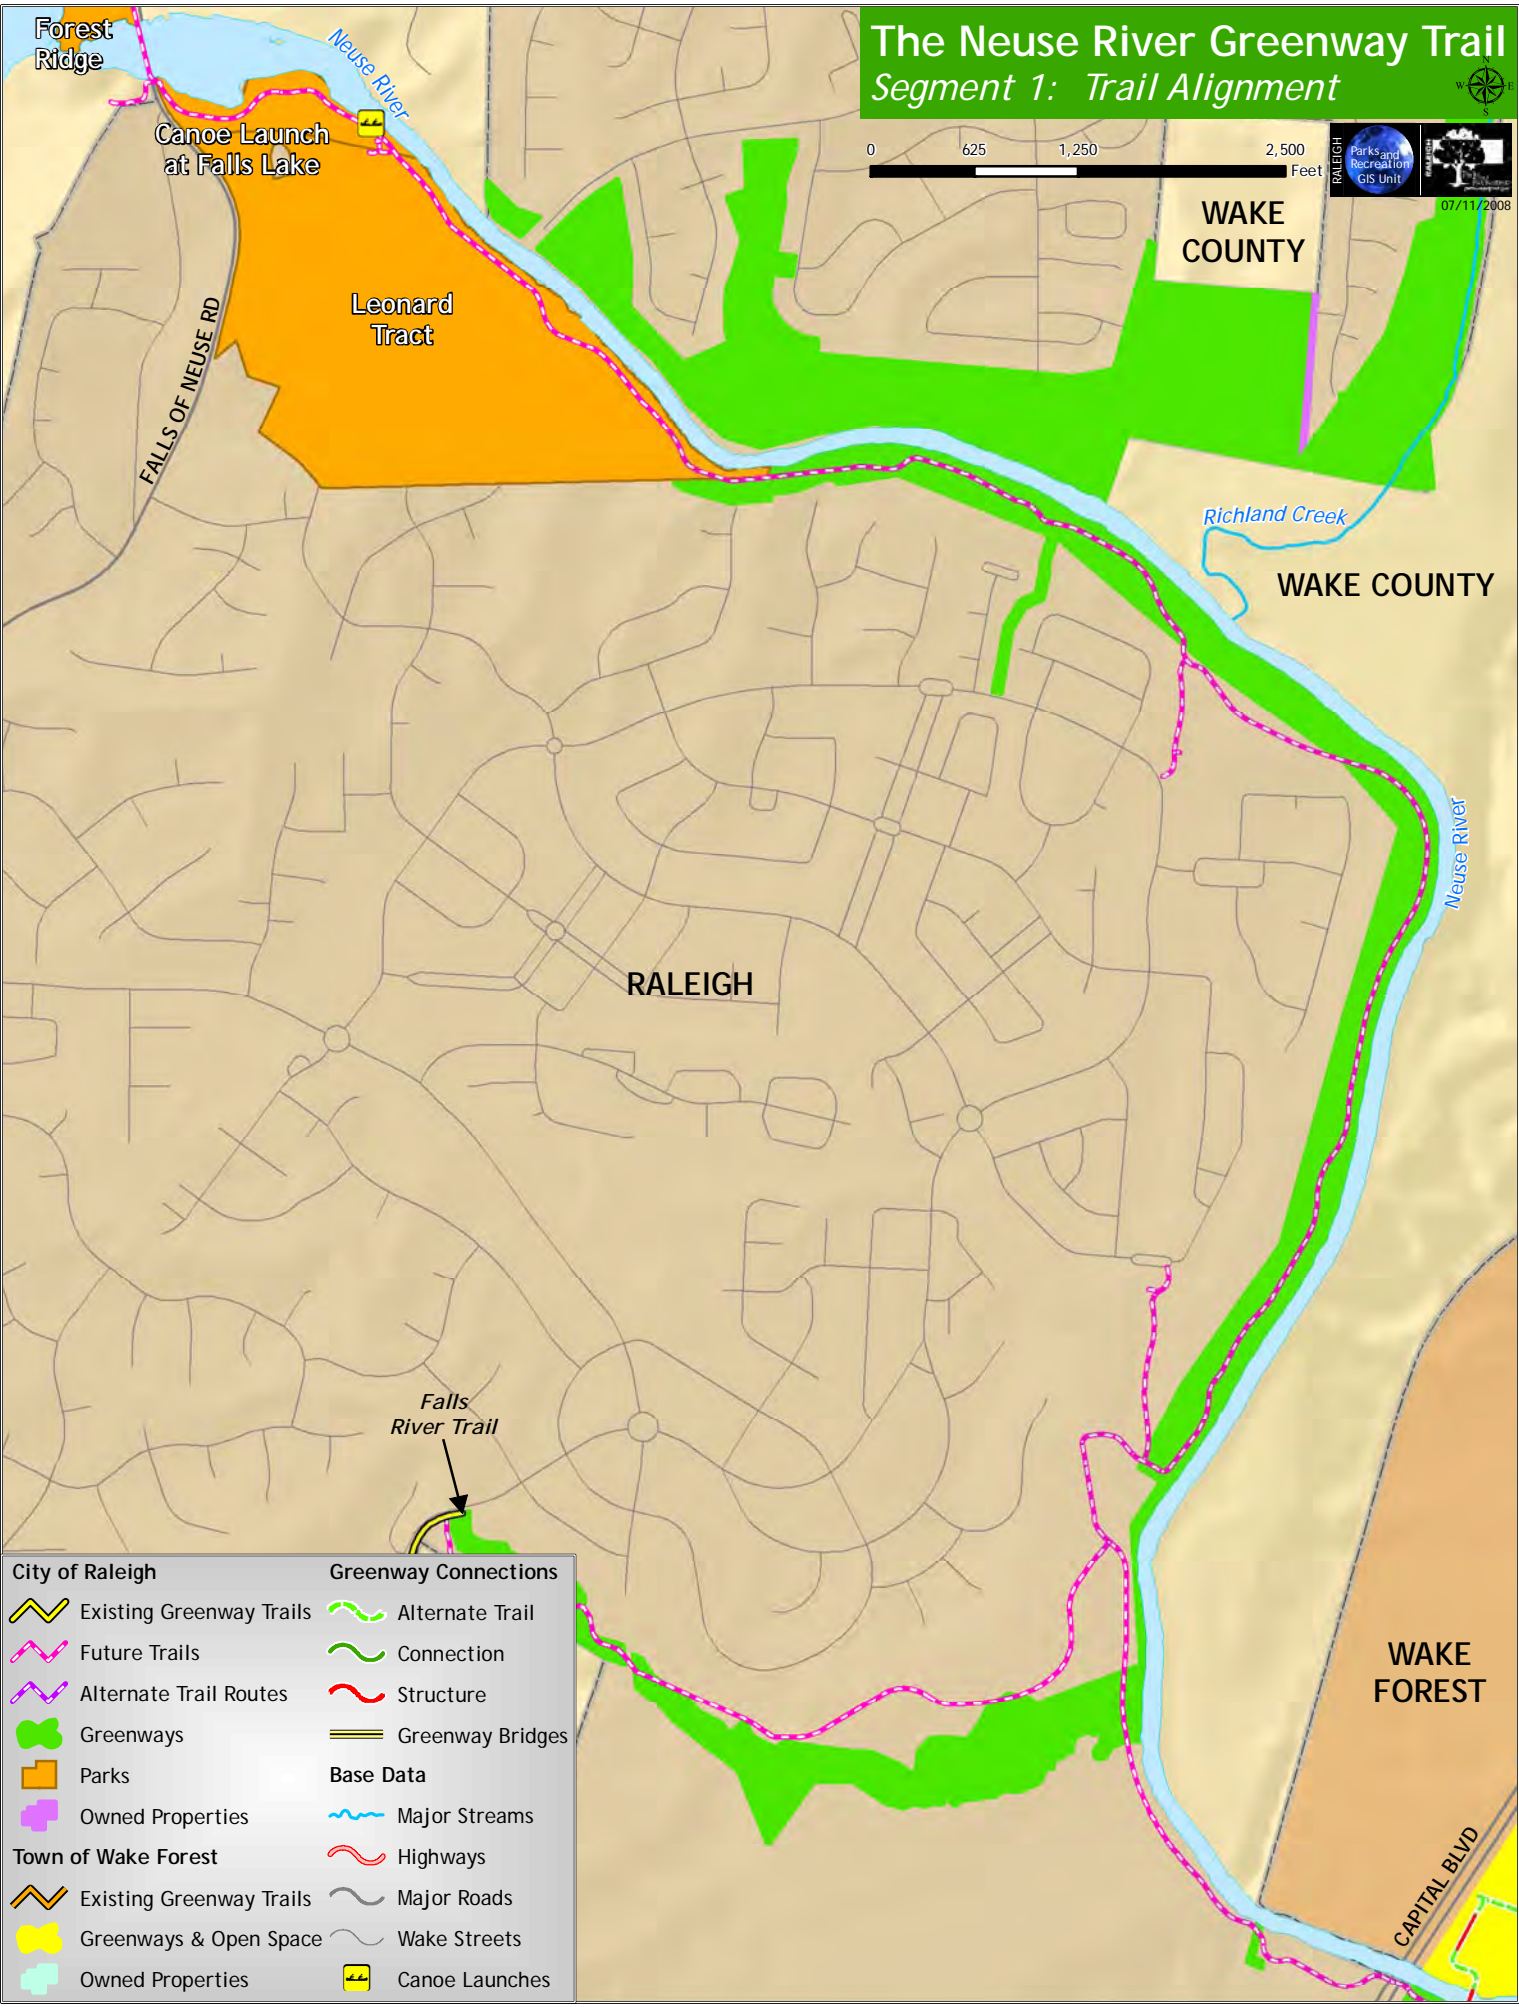 The Neuse River Greenway Trail
Segment 1: Trail Alignment
N
W
E
S
0
625
1,250
2,500
Feet
RALEIGH
Parks and
Recreation
GIS Unit
RALEIGH
07/11/2008
Forest
Ridge
Neuse River
Canoe Launch
at Falls Lake
Leonard
Tract
FALLS OF NEUSE RD
WAKE
COUNTY
Richland Creek
WAKE COUNTY
Neuse River
RALEIGH
Falls
River Trail
WAKE
FOREST
CAPITAL BLVD
City of Raleigh
Existing Greenway Trails
Future Trails
Alternate Trail Routes
Greenways
Parks
Owned Properties
Town of Wake Forest
Existing Greenway Trails
Greenways & Open Space
Owned Properties
Greenway Connections
Alternate Trail
Connection
Structure
Greenway Bridges
Base Data
Major Streams
Highways
Major Roads
Wake Streets
Canoe Launches